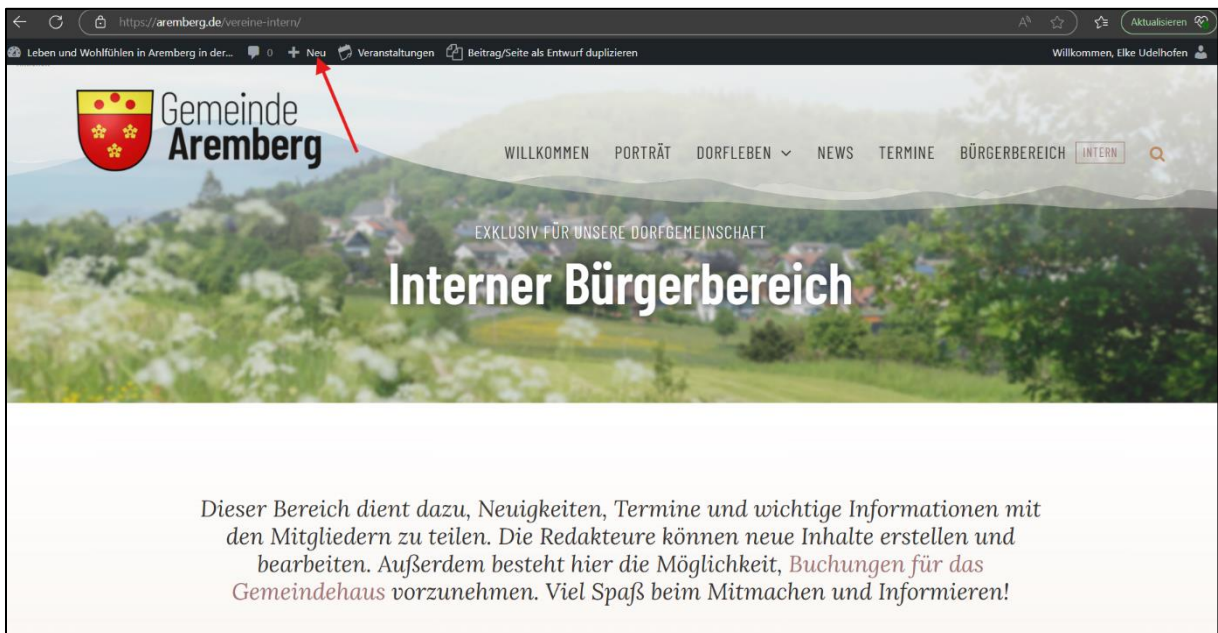 https://aremberg.de/vereine-intern/
Aktualisieren
Leben und Wohlfühlen in Aremberg in der... 0 Neu Veranstaltungen Beitrag/Seite als Entwurf duplizieren Willkommen, Elke Udelhofen
Gemeinde
Aremberg
WILLKOMMEN PORTRÄT DORFLEBEN NEWS TERMINE BÜRGERBEREICH INTERN
EXKLUSIV FÜR UNSERE DORFGEMEINSCHAFT
Interner Bürgerbereich
Dieser Bereich dient dazu, Neuigkeiten, Termine und wichtige Informationen mit
den Mitgliedern zu teilen. Die Redakteure können neue Inhalte erstellen und
bearbeiten. Außerdem besteht hier die Möglichkeit, Buchungen für das
Gemeindehaus vorzunehmen. Viel Spaß beim Mitmachen und Informieren!